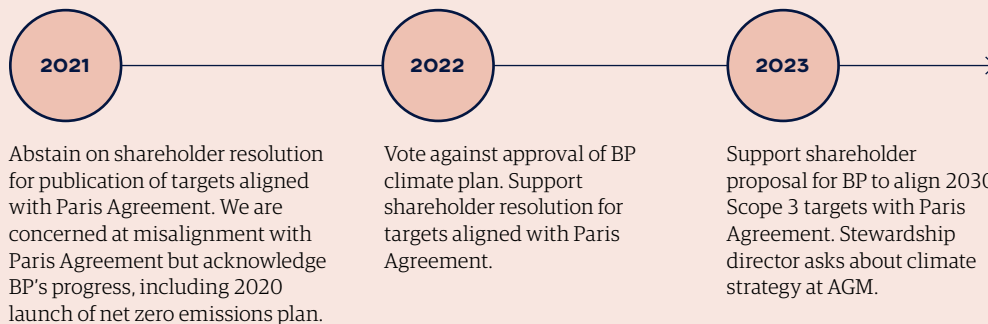 2021
Abstain on shareholder resolution
for publication of targets aligned
with Paris Agreement. We are
concerned at misalignment with
Paris Agreement but acknowledge
BP’s progress, including 2020
launch of net zero emissions plan.
2022
Vote against approval of BP
climate plan. Support
shareholder resolution for
targets aligned with Paris
Agreement.
2023
Support shareholder
proposal for BP to align 2030
Scope 3 targets with Paris
Agreement. Stewardship
director asks about climate
strategy at AGM.